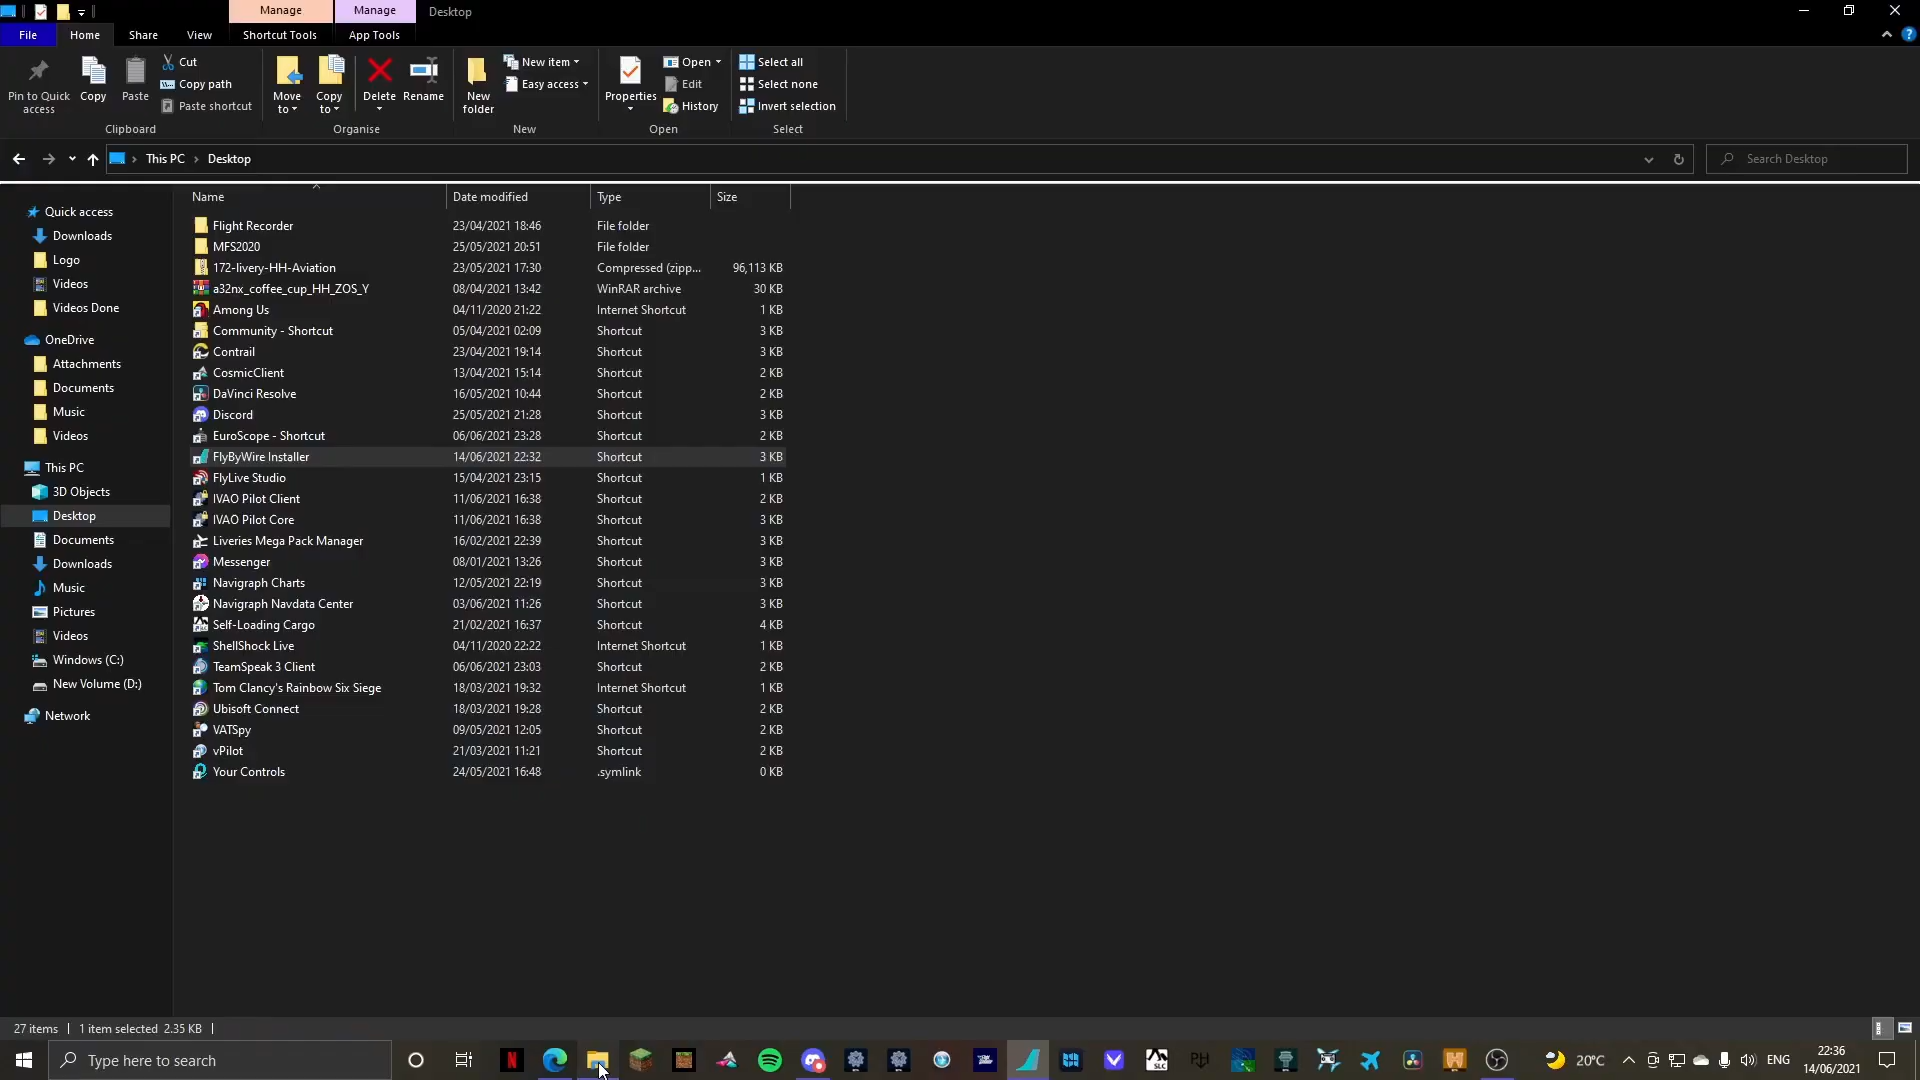 Manage
Manage
Desktop
File
Home
Share
View
Shortcut Tools
App Tools
Pin to Quick
access
Copy
Paste
Cut
Copy path
Paste shortcut
Clipboard
Move
to
Copy
to
Delete
Rename
Organise
New
folder
New item
Easy access
New
Properties
Open
Edit
History
Open
Select all
Select none
Invert selection
Select
This PC
Desktop
Search Desktop
Name
Date modified
Type
Size
Quick access
Downloads
Logo
Videos
Videos Done
OneDrive
Attachments
Documents
Music
Videos
This PC
3D Objects
Desktop
Documents
Downloads
Music
Pictures
Videos
Windows (C:)
New Volume (D:)
Network
Flight Recorder 23/04/2021 18:46 File folder
MFS2020 25/05/2021 20:51 File folder
172-livery-HH-Aviation 23/05/2021 17:30 Compressed (zipp... 96,113 KB
a32nx_coffee_cup_HH_ZOS_Y 08/04/2021 13:42 WinRAR archive 30 KB
Among Us 04/11/2020 21:22 Internet Shortcut 1 KB
Community - Shortcut 05/04/2021 02:09 Shortcut 3 KB
Contrail 23/04/2021 19:14 Shortcut 3 KB
CosmicClient 13/04/2021 15:14 Shortcut 2 KB
DaVinci Resolve 16/05/2021 10:44 Shortcut 2 KB
Discord 25/05/2021 21:28 Shortcut 3 KB
EuroScope - Shortcut 06/06/2021 23:28 Shortcut 2 KB
FlyByWire Installer 14/06/2021 22:32 Shortcut 3 KB
FlyLive Studio 15/04/2021 23:15 Shortcut 1 KB
IVAO Pilot Client 11/06/2021 16:38 Shortcut 2 KB
IVAO Pilot Core 11/06/2021 16:38 Shortcut 3 KB
Liveries Mega Pack Manager 16/02/2021 22:39 Shortcut 3 KB
Messenger 08/01/2021 13:26 Shortcut 3 KB
Navigraph Charts 12/05/2021 22:19 Shortcut 3 KB
Navigraph Navdata Center 03/06/2021 11:26 Shortcut 3 KB
Self-Loading Cargo 21/02/2021 16:37 Shortcut 4 KB
ShellShock Live 04/11/2020 22:22 Internet Shortcut 1 KB
TeamSpeak 3 Client 06/06/2021 23:03 Shortcut 2 KB
Tom Clancy's Rainbow Six Siege 18/03/2021 19:32 Internet Shortcut 1 KB
Ubisoft Connect 18/03/2021 19:28 Shortcut 2 KB
VATSpy 09/05/2021 12:05 Shortcut 2 KB
vPilot 21/03/2021 11:21 Shortcut 2 KB
Your Controls 24/05/2021 16:48 .symlink 0 KB
27 items
1 item selected 2.35 KB
Type here to search
SLC
PH
20°C
ENG
22:36
14/06/2021